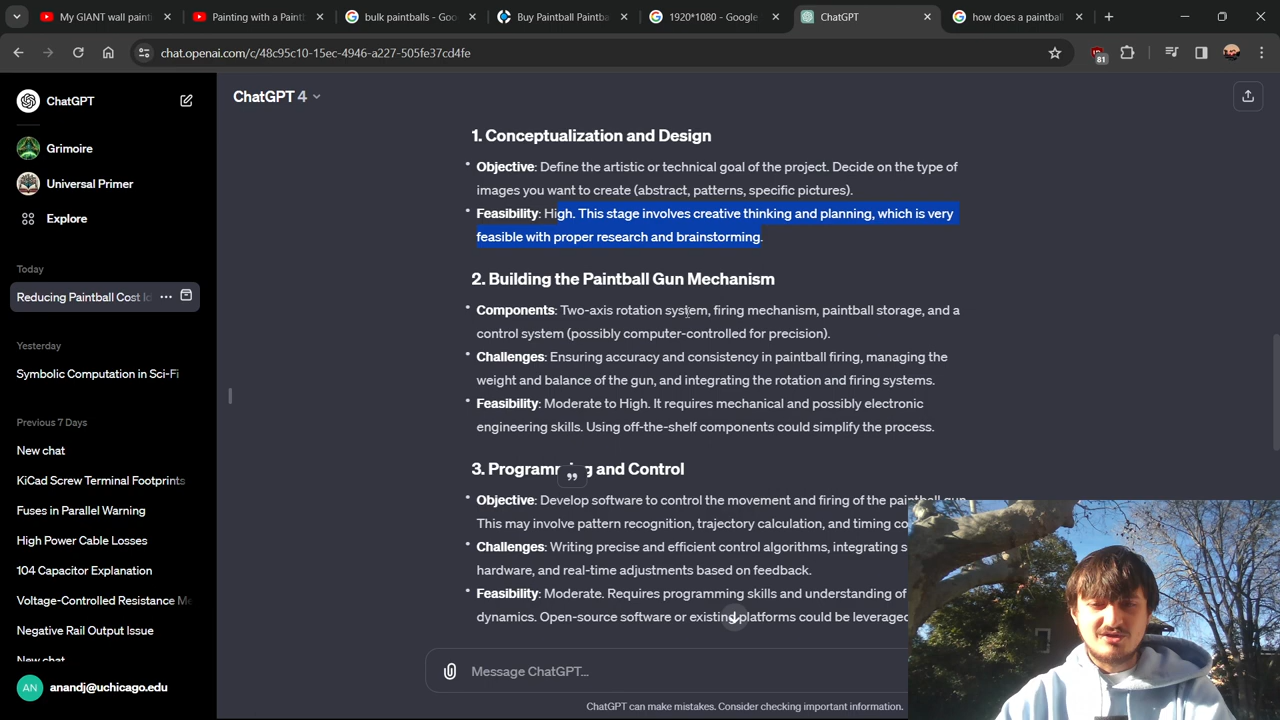 My GIANT wall paint
Painting with a Paintb
bulk paintballs - Goo
Buy Paintball Paintba
1920*1080 - Google
ChatGPT
how does a paintball
chat.openai.com/c/48c95c10-15ec-4946-a227-505fe37cd4fe
81
ChatGPT
Grimoire
Universal Primer
Explore
Today
Reducing Paintball Cost Id
Yesterday
Symbolic Computation in Sci-Fi
Previous 7 Days
New chat
KiCad Screw Terminal Footprints
Fuses in Parallel Warning
High Power Cable Losses
104 Capacitor Explanation
Voltage-Controlled Resistance Me
Negative Rail Output Issue
New chat
AN
anandj@uchicago.edu
ChatGPT 4
1. Conceptualization and Design
• Objective: Define the artistic or technical goal of the project. Decide on the type of
images you want to create (abstract, patterns, specific pictures).
• Feasibility: High. This stage involves creative thinking and planning, which is very
feasible with proper research and brainstorming.
2. Building the Paintball Gun Mechanism
• Components: Two-axis rotation system, firing mechanism, paintball storage, and a
control system (possibly computer-controlled for precision).
• Challenges: Ensuring accuracy and consistency in paintball firing, managing the
weight and balance of the gun, and integrating the rotation and firing systems.
• Feasibility: Moderate to High. It requires mechanical and possibly electronic
engineering skills. Using off-the-shelf components could simplify the process.
3. Programming and Control
• Objective: Develop software to control the movement and firing of the paintball gun
This may involve pattern recognition, trajectory calculation, and timing co
• Challenges: Writing precise and efficient control algorithms, integrating s
hardware, and real-time adjustments based on feedback.
• Feasibility: Moderate. Requires programming skills and understanding of
dynamics. Open-source software or existing platforms could be leveraged
Message ChatGPT...
ChatGPT can make mistakes. Consider checking important information.